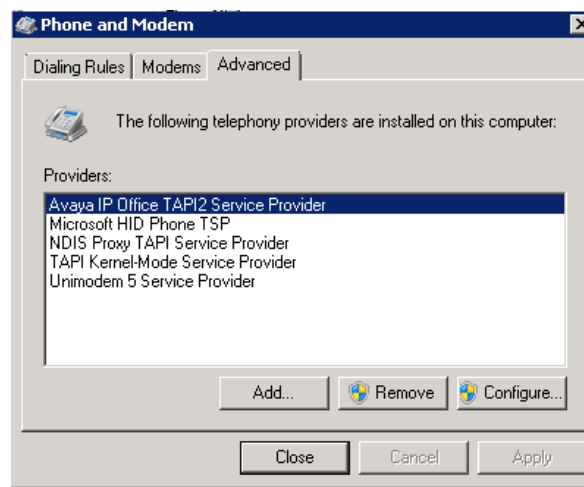 Phone and Modem
Dialing Rules
Modems
Advanced
The following telephony providers are installed on this computer:
Providers:
Avaya IP Office TAPI2 Service Provider
Microsoft HID Phone TSP
NDIS Proxy TAPI Service Provider
TAPI Kernel-Mode Service Provider
Unimodem 5 Service Provider
Add...
Remove
Configure...
Close
Cancel
Apply